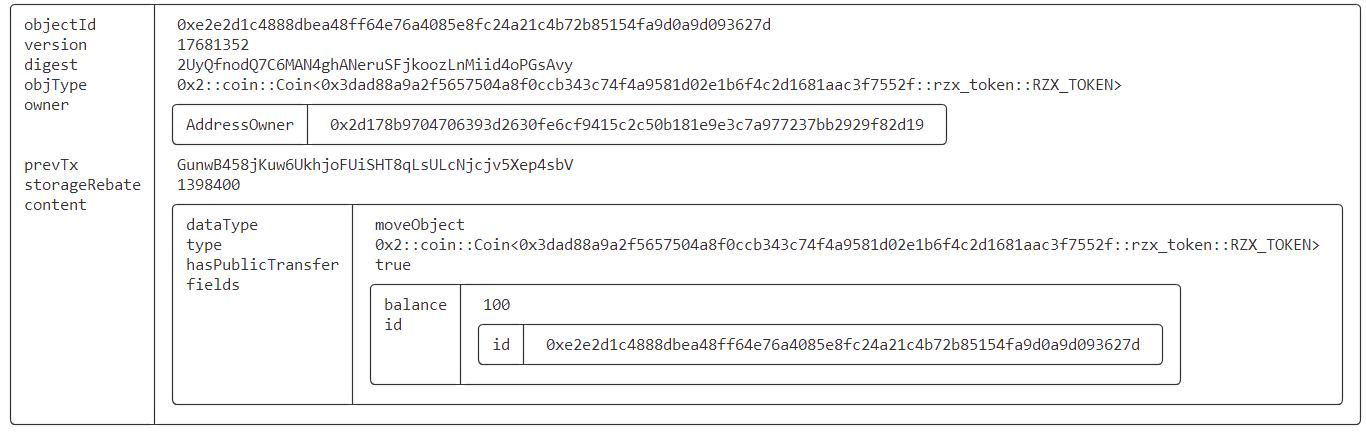 objectId 0xe2e2d1c4888dbea48ff64e76a4085e8fc24a21c4b72b85154fa9d0a9d093627d
version 17681352
digest 2UyQfnodQ7C6MAN4ghANeruSFjkoozLnMiid4oPGsAvy
objType 0x2::coin::Coin<0x3dad88a9a2f5657504a8f0ccb343c74f4a9581d02e1b6f4c2d1681aac3f7552f::rzx_token::RZX_TOKEN>
owner
AddressOwner 0x2d178b9704706393d2630fe6cf9415c2c50b181e9e3c7a977237bb2929f82d19
prevTx GunwB458jKuw6UkhjoFUiSHT8qLsULcNjcjv5Xep4sbV
storageRebate 1398400
content
dataType moveObject
type 0x2::coin::Coin<0x3dad88a9a2f5657504a8f0ccb343c74f4a9581d02e1b6f4c2d1681aac3f7552f::rzx_token::RZX_TOKEN>
hasPublicTransfer true
fields
balance 100
id
id 0xe2e2d1c4888dbea48ff64e76a4085e8fc24a21c4b72b85154fa9d0a9d093627d